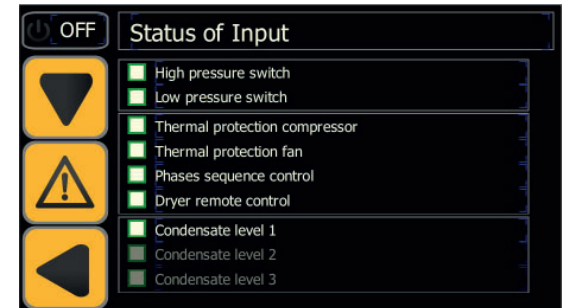 OFF
Status of Input
High pressure switch
Low pressure switch
Thermal protection compressor
Thermal protection fan
Phases sequence control
Dryer remote control
Condensate level 1
Condensate level 2
Condensate level 3